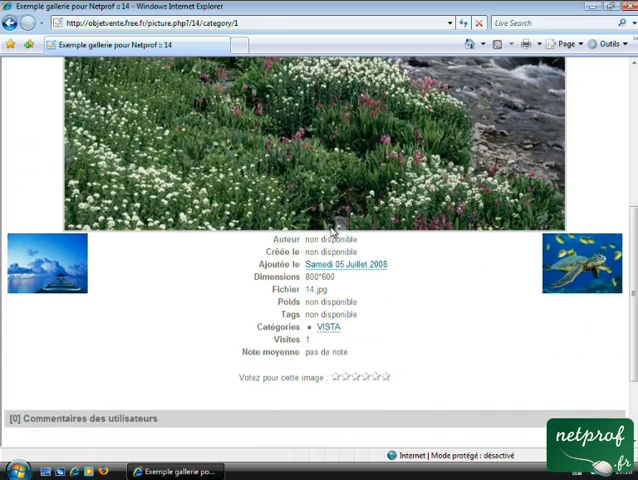 Exemple gallerie pour Netprof :: 14 - Windows Internet Explorer
http://objetvente.free.fr/picture.php?/14/category/1
Live Search
Exemple gallerie pour Netprof :: 14
Page
Outils
Auteur non disponible
Créée le non disponible
Ajoutée le Samedi 05 Juillet 2008
Dimensions 800*600
Fichier 14.jpg
Poids non disponible
Tags non disponible
Catégories VISTA
Visites 1
Note moyenne pas de note
Votez pour cette image :
[0] Commentaires des utilisateurs
Internet | Mode protégé : désactivé
Exemple gallerie po...
netprof
.fr